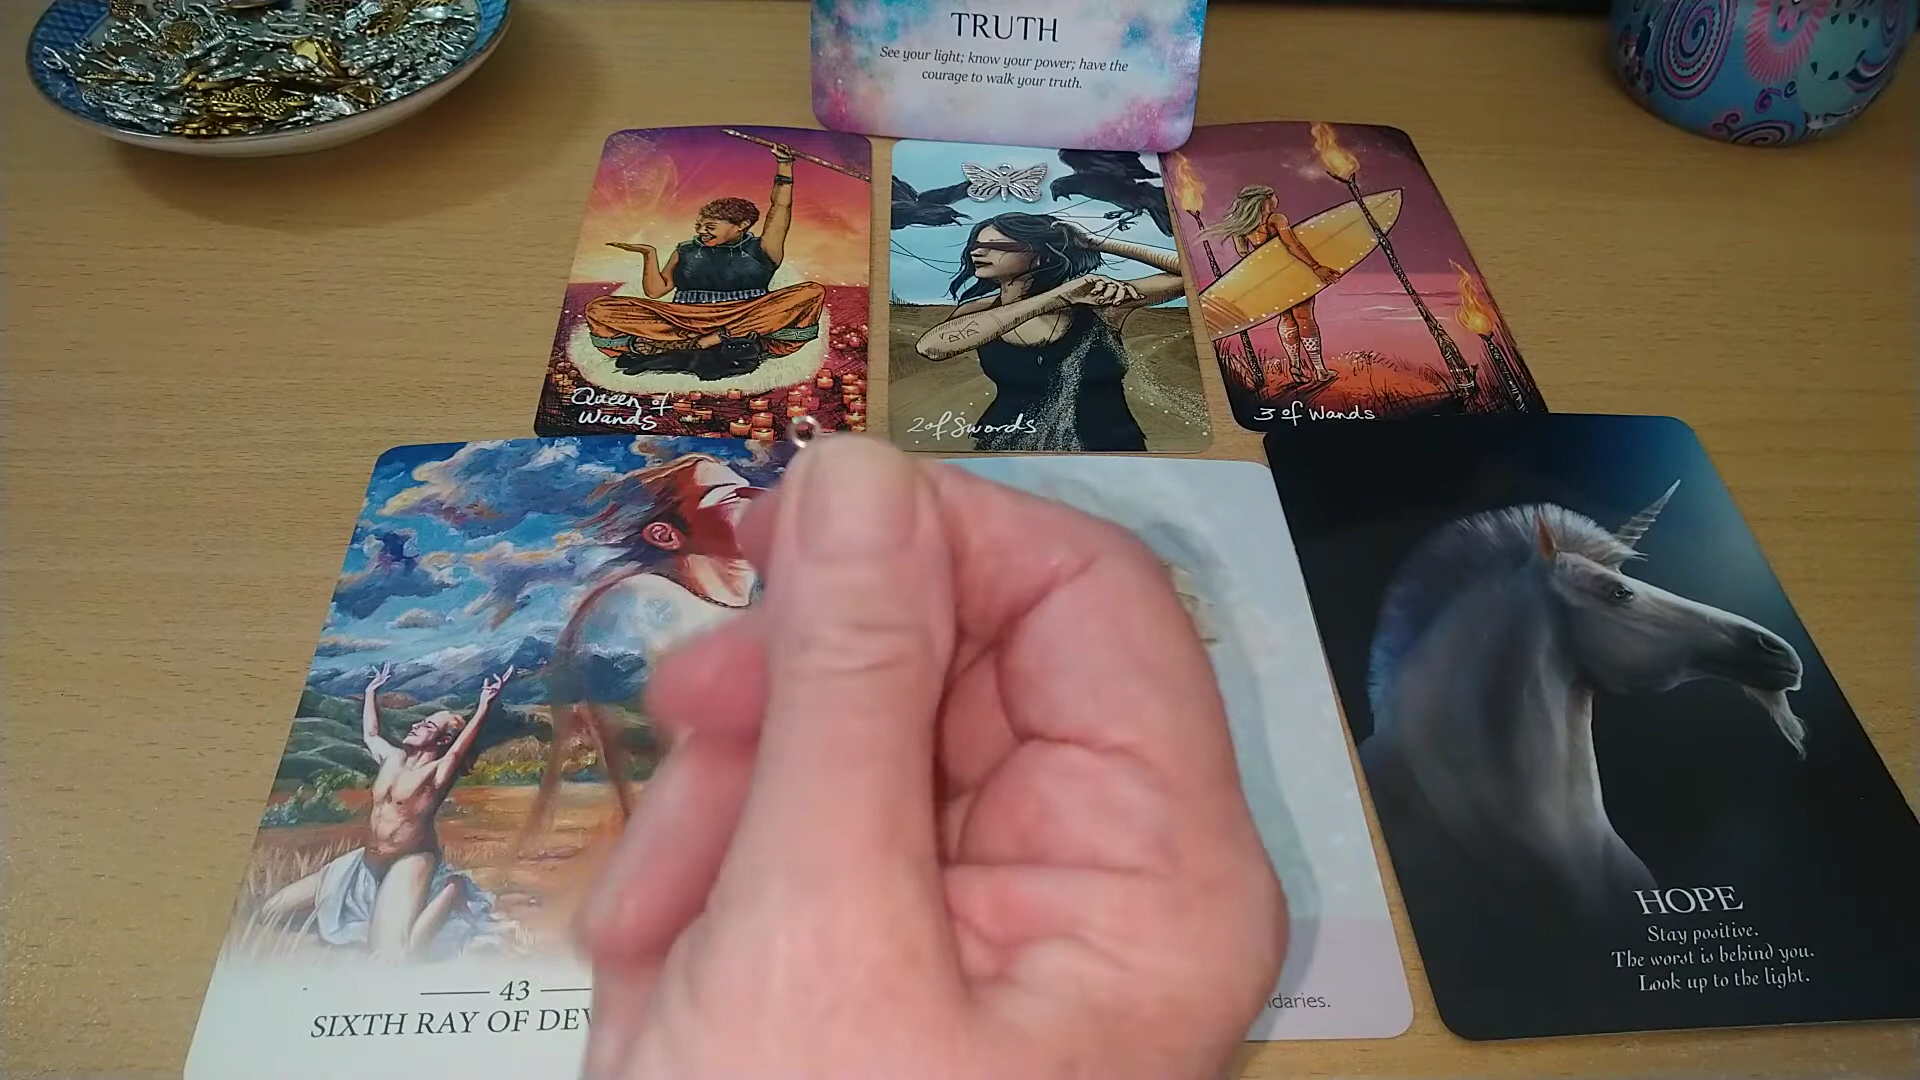 TRUTH
See your light; know your power; have the
courage to walk your truth.
Queen of
Wands
2 of Swords
3 of Wands
43
SIXTH RAY OF DEV
daries.
HOPE
Stay positive.
The worst is behind you.
Look up to the light.